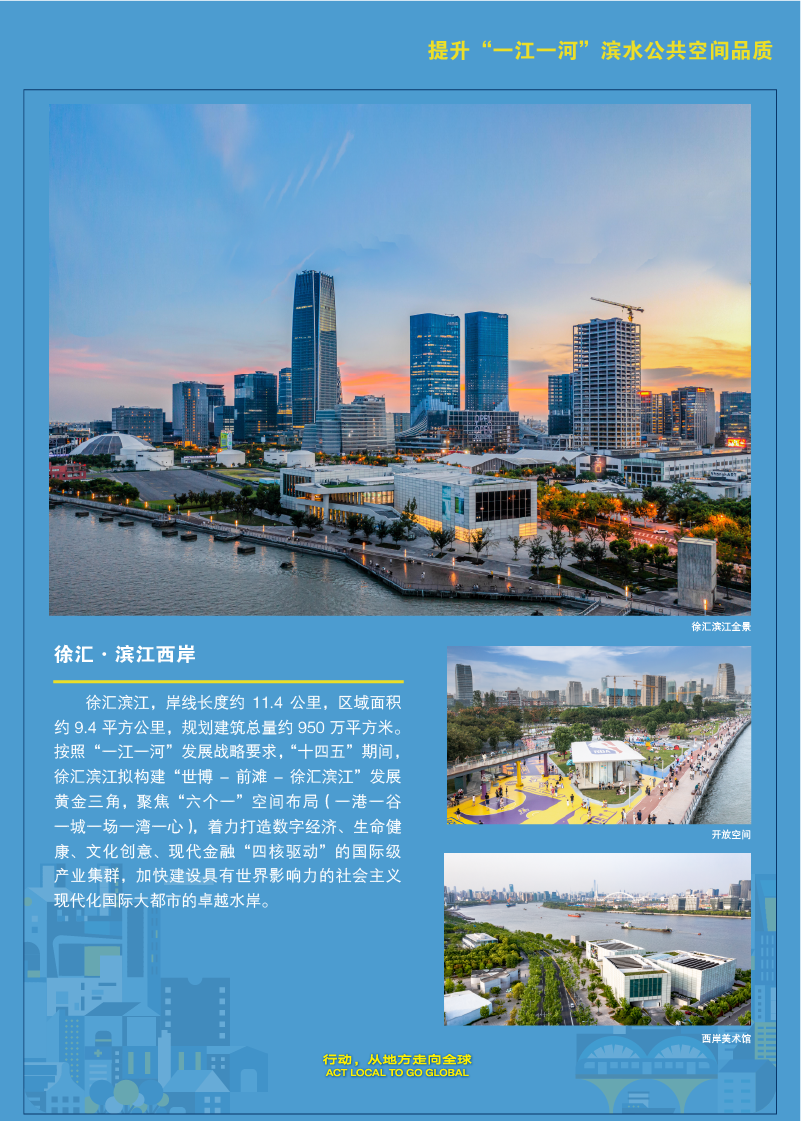 提升“一江一河”滨水公共空间品质
徐汇滨江全景
徐汇·滨江西岸
徐汇滨江，岸线长度约 11.4 公里，区域面积
约 9.4 平方公里，规划建筑总量约 950 万平方米。
按照“一江一河”发展战略要求，“十四五”期间，
徐汇滨江拟构建“世博 – 前滩 – 徐汇滨江”发展
黄金三角，聚焦“六个一”空间布局（一港一谷
一城一场一湾一心），着力打造数字经济、生命健
康、文化创意、现代金融“四核驱动”的国际级
产业集群，加快建设具有世界影响力的社会主义
现代化国际大都市的卓越水岸。
开放空间
西岸美术馆
行动，从地方走向全球
ACT LOCAL TO GO GLOBAL